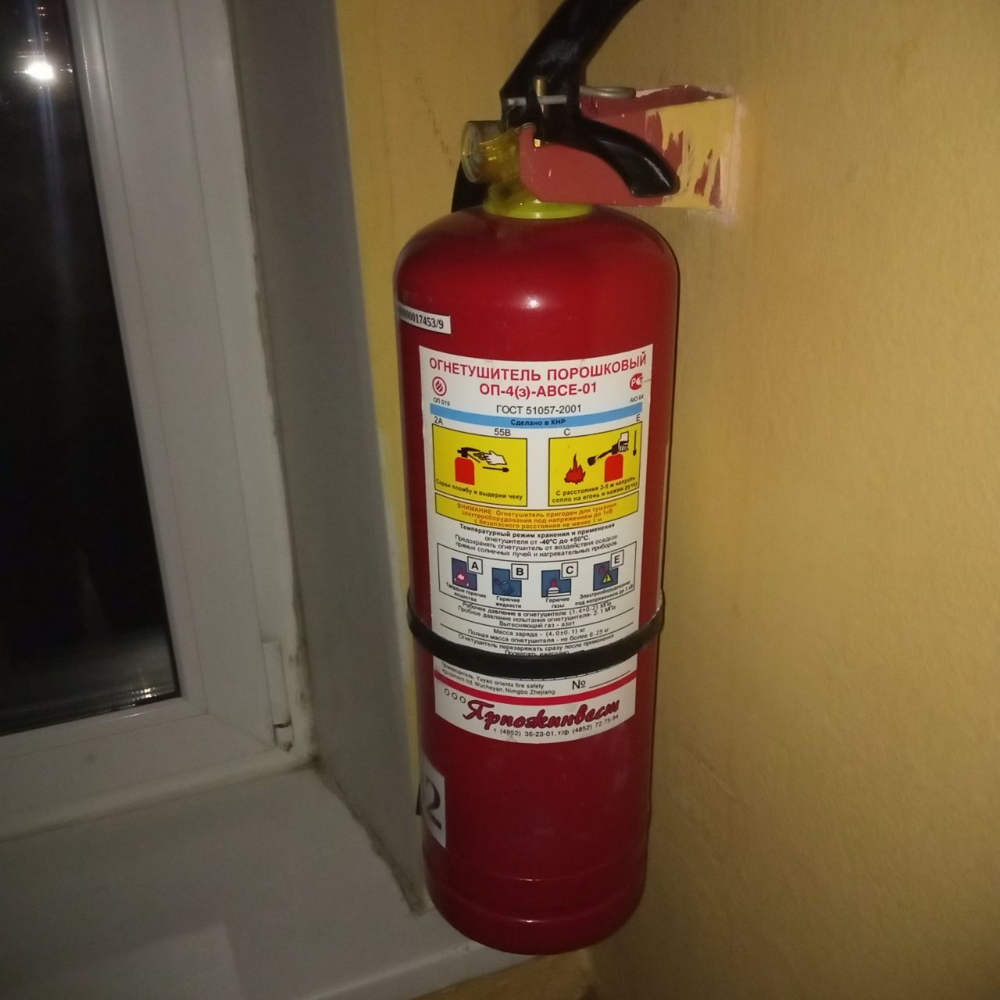 000017453/9
ОГНЕТУШИТЕЛЬ ПОРОШКОВЫЙ
ОП-4(з)-АВСЕ-01
ОП 019
АЮ 64
ГОСТ 51057-2001
Сделано в КНР
2А 55В С Е
Сорви пломбу и выдерни чеку
С расстояния 3-5 м направь
сопло на огонь и нажми ручку
ВНИМАНИЕ. Огнетушитель пригоден для тушения
электрооборудования под напряжением до 1кВ
с безопасного расстояния не менее 1 м.
Температурный режим хранения и применения
огнетушителя от -40°С до +50°С.
Предохранять огнетушитель от воздействия осадков,
прямых солнечных лучей и нагревательных приборов.
A B C E
Твёрдые горючие
вещества
Горючие
жидкости
Горючие
газы
Электрооборудование
под напряжением до 1 кВ
Рабочее давление в огнетушителе (1.4+0.2) МПа
Пробное давление испытания огнетушителя- 2.1 МПа
Вытесняющий газ - азот
Масса заряда - (4.0±0.1) кг
Полная масса огнетушителя - не более 6.25 кг
Огнетушитель перезаряжать сразу после применения
Проверять ежегодно
Производитель: Yuyao orientx fire safety
equipment ltd, Wucheyan, Nimgbo Zhejiang
№
ООО Ярпожинвест
т. (4852) 36-23-01, т/ф (4852) 72-75-94
2